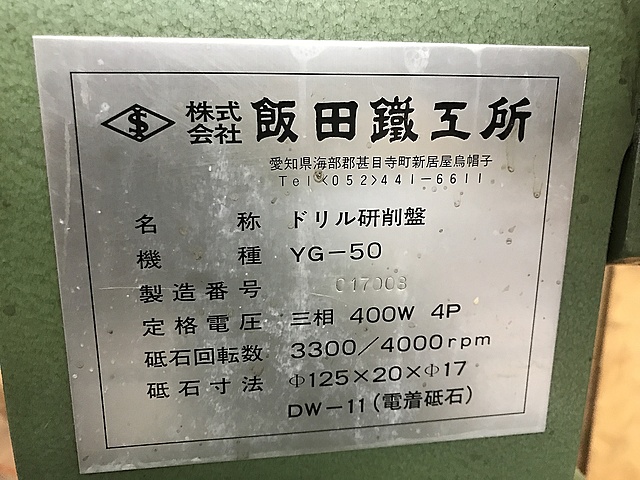 株式会社 飯田鐵工所
愛知県海部郡甚目寺町新居屋烏帽子
Tel<052>441-6611
名称 ドリル研削盤
機種 YG-50
製造番号 017003
定格電圧 三相 400W 4P
砥石回転数 3300/4000rpm
砥石寸法 Φ125×20×Φ17
DW-11(電着砥石)